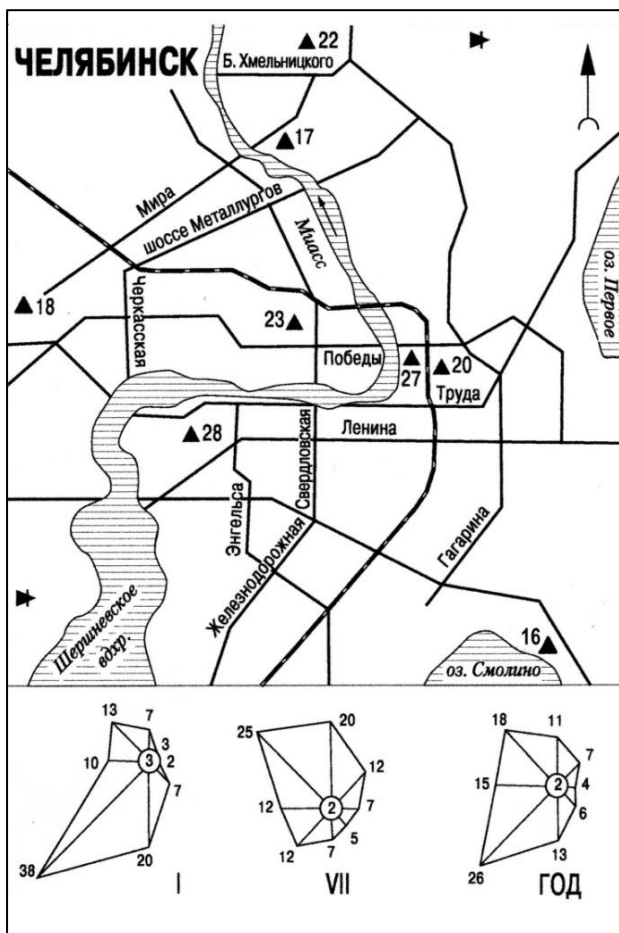 22
Б. Хмельницкого
ЧЕЛЯБИНСК
17
Мира
шоссе Металлургов
Миасс
оз. Первое
18
Черкасская
23
Победы
27
20
Труда
28
Ленина
Свердловская
Энгельса
Железнодорожная
Гагарина
Шершневское
вдхр.
16
оз. Смолино
13
7
3
3
2
10
7
20
38
I
20
25
12
12
2
7
5
12
7
VII
18
11
7
15
2
4
6
13
26
ГОД